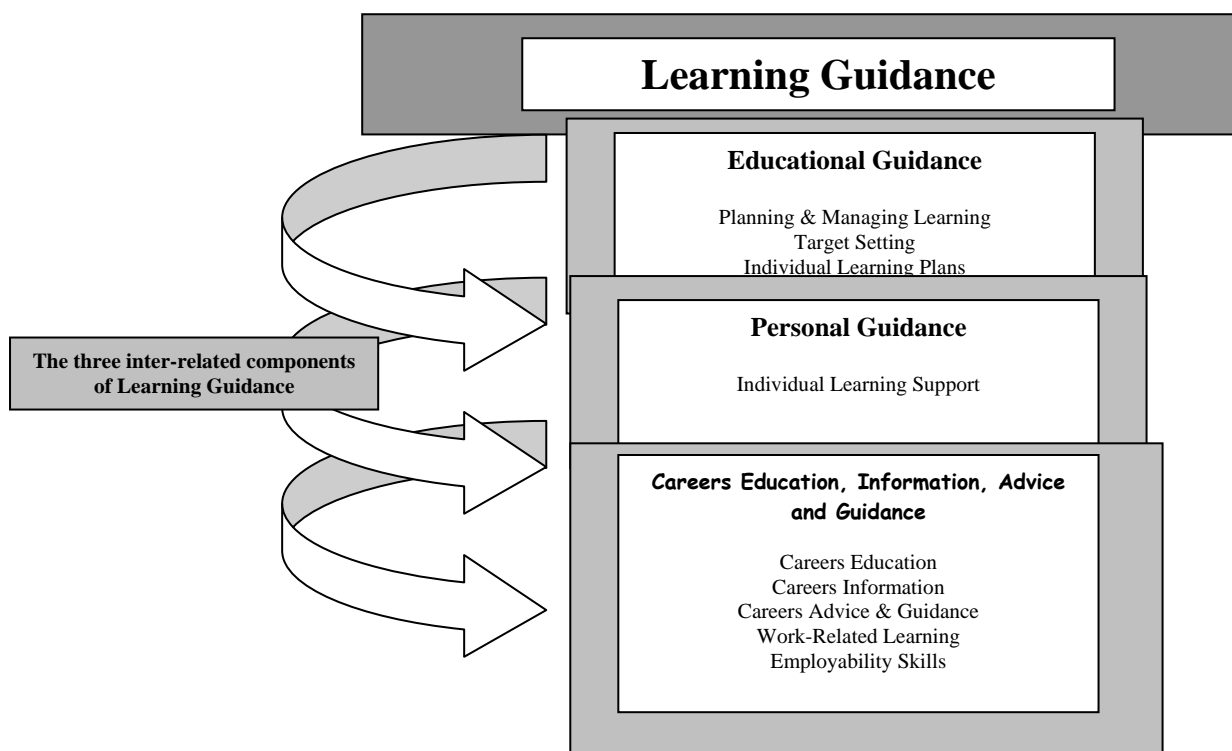 Learning Guidance
Educational Guidance
Planning & Managing Learning
Target Setting
Individual Learning Plans
Personal Guidance
Individual Learning Support
The three inter-related components
of Learning Guidance
Careers Education, Information, Advice
and Guidance
Careers Education
Careers Information
Careers Advice & Guidance
Work-Related Learning
Employability Skills